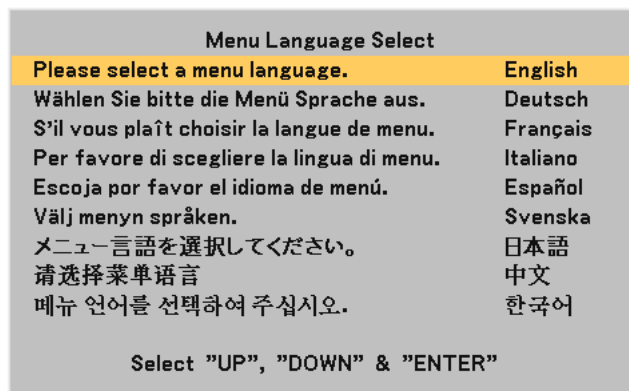 Menu Language Select
Please select a menu language. English
Wählen Sie bitte die Menü Sprache aus. Deutsch
S'il vous plaît choisir la langue de menu. Français
Per favore di scegliere la lingua di menu. Italiano
Escoja por favor el idioma de menú. Español
Välj menyn språken. Svenska
メニュー言語を選択してください。 日本語
请选择菜单语言 中文
메뉴 언어를 선택하여 주십시오. 한국어
Select "UP", "DOWN" & "ENTER"